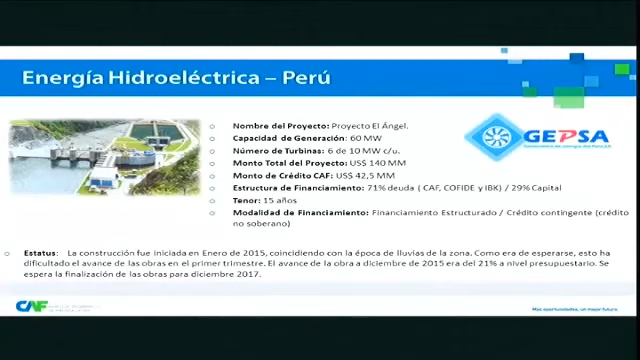 Energía Hidroeléctrica – Perú
Nombre del Proyecto: Proyecto El Ángel.
Capacidad de Generación: 60 MW
Número de Turbinas: 6 de 10 MW c/u.
Monto Total del Proyecto: US$ 140 MM
Monto de Crédito CAF: US$ 42,5 MM
Estructura de Financiamiento: 71% deuda ( CAF, COFIDE y IBK) / 29% Capital
Tenor: 15 años
Modalidad de Financiamiento: Financiamiento Estructurado / Crédito contingente (crédito
no soberano)
GEPSA
Estatus: La construcción fue iniciada en Enero de 2015, coincidiendo con la época de lluvias de la zona. Como era de esperarse, esto ha
dificultado el avance de las obras en el primer trimestre. El avance de la obra a diciembre de 2015 era del 21% a nivel presupuestario. Se
espera la finalización de las obras para diciembre 2017.
CAF
Más oportunidades, un mejor futuro.